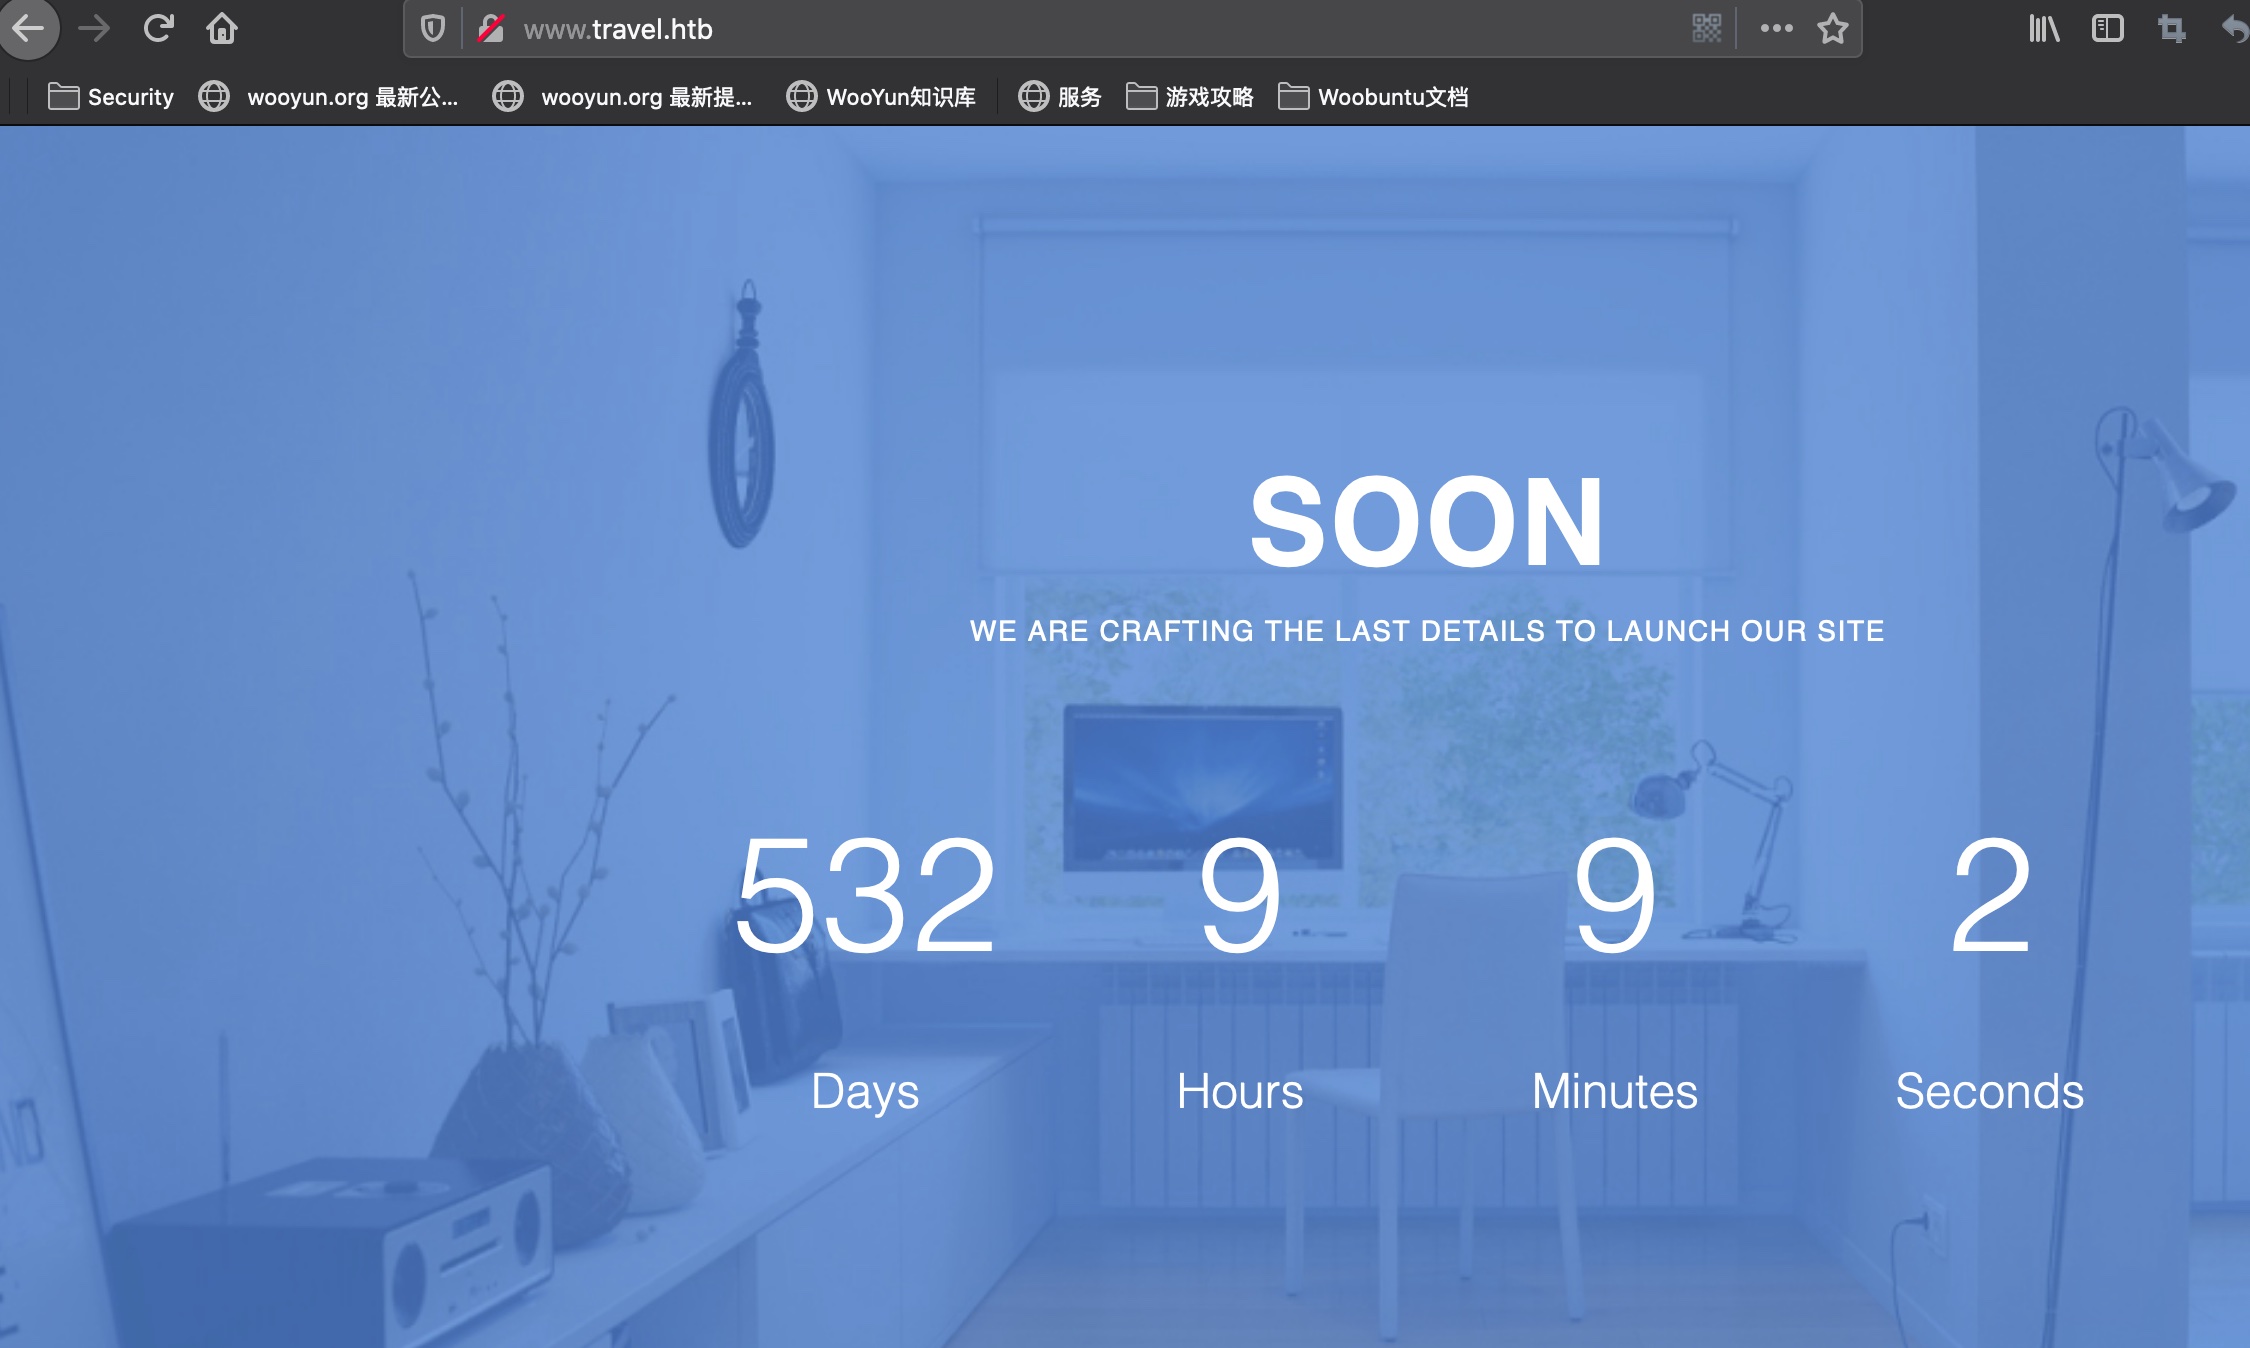 www.travel.htb
Security wooyun.org 最新公... wooyun.org 最新提... WooYun知识库 服务 游戏攻略 Woobuntu文档
SOON
WE ARE CRAFTING THE LAST DETAILS TO LAUNCH OUR SITE
532 9 9 2
Days Hours Minutes Seconds